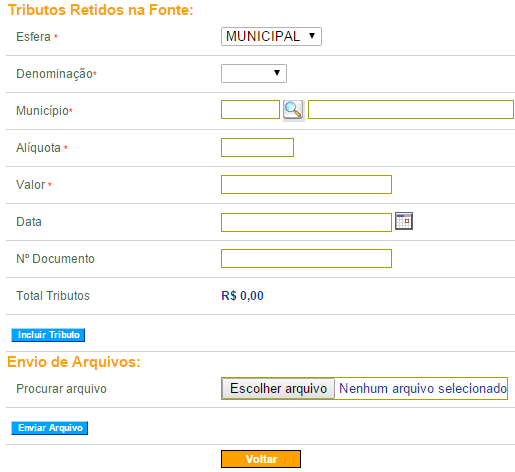 Tributos Retidos na Fonte:
Esfera * MUNICIPAL
Denominação*
Município*
Alíquota *
Valor *
Data
Nº Documento
Total Tributos R$ 0,00
Incluir Tributo
Envio de Arquivos:
Procurar arquivo Escolher arquivo Nenhum arquivo selecionado
Enviar Arquivo
Voltar